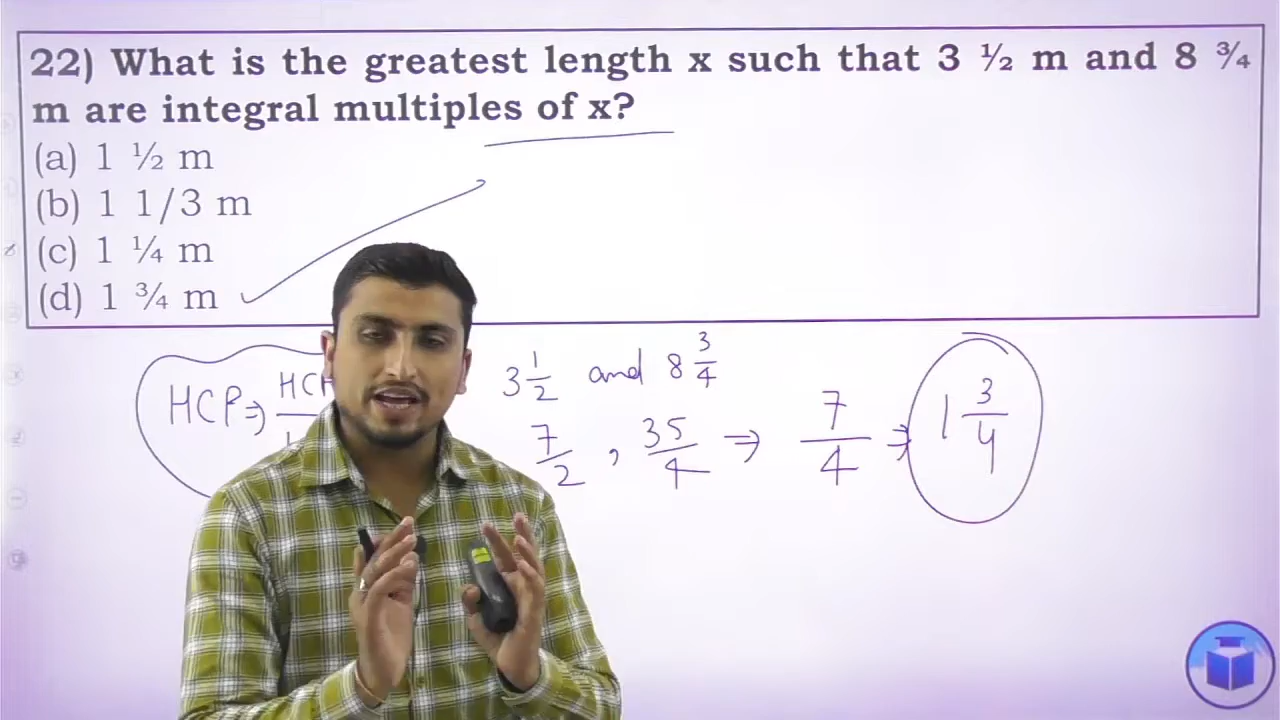 22) What is the greatest length x such that 3 ½ m and 8 ¾
m are integral multiples of x?
(a) 1 ½ m
(b) 1 1/3 m
(c) 1 ¼ m
(d) 1 ¾ m
3 1/2 and 8 3/4
HCF ⇒
7/2 , 35/4 ⇒ 7/4 ⇒ 1 3/4